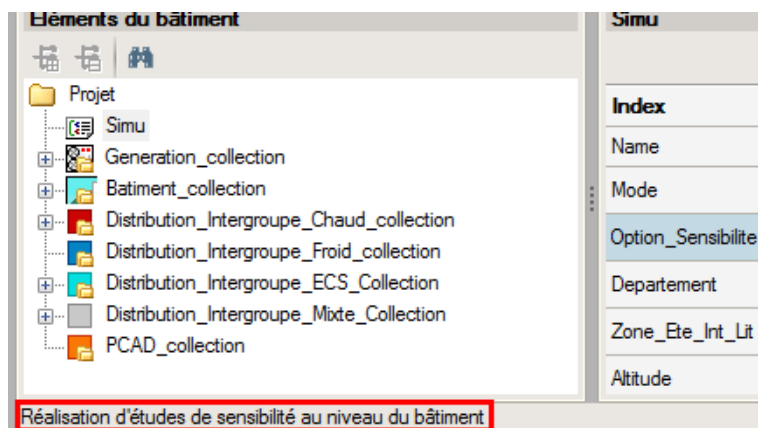 Eléments du bâtiment
Projet
Simu
Generation_collection
Batiment_collection
Distribution_Intergroupe_Chaud_collection
Distribution_Intergroupe_Froid_collection
Distribution_Intergroupe_ECS_Collection
Distribution_Intergroupe_Mixte_Collection
PCAD_collection
Réalisation d'études de sensibilité au niveau du bâtiment
Simu
Index
Name
Mode
Option_Sensibilite
Departement
Zone_Ete_Int_Lit
Altitude